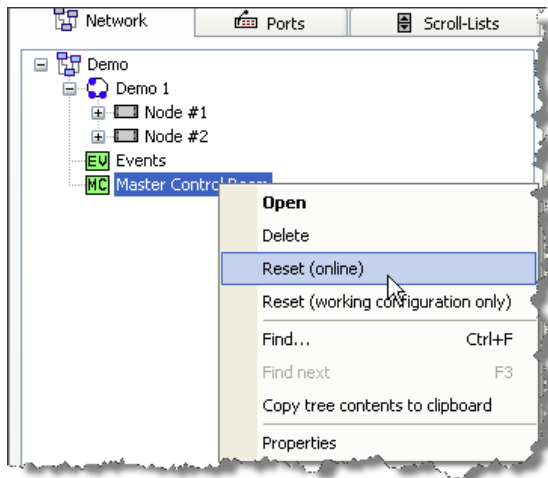 Network Ports Scroll-Lists
Demo
Demo 1
Node #1
Node #2
EV Events
MC Master Control Room
Open
Delete
Reset (online)
Reset (working configuration only)
Find... Ctrl+F
Find next F3
Copy tree contents to clipboard
Properties